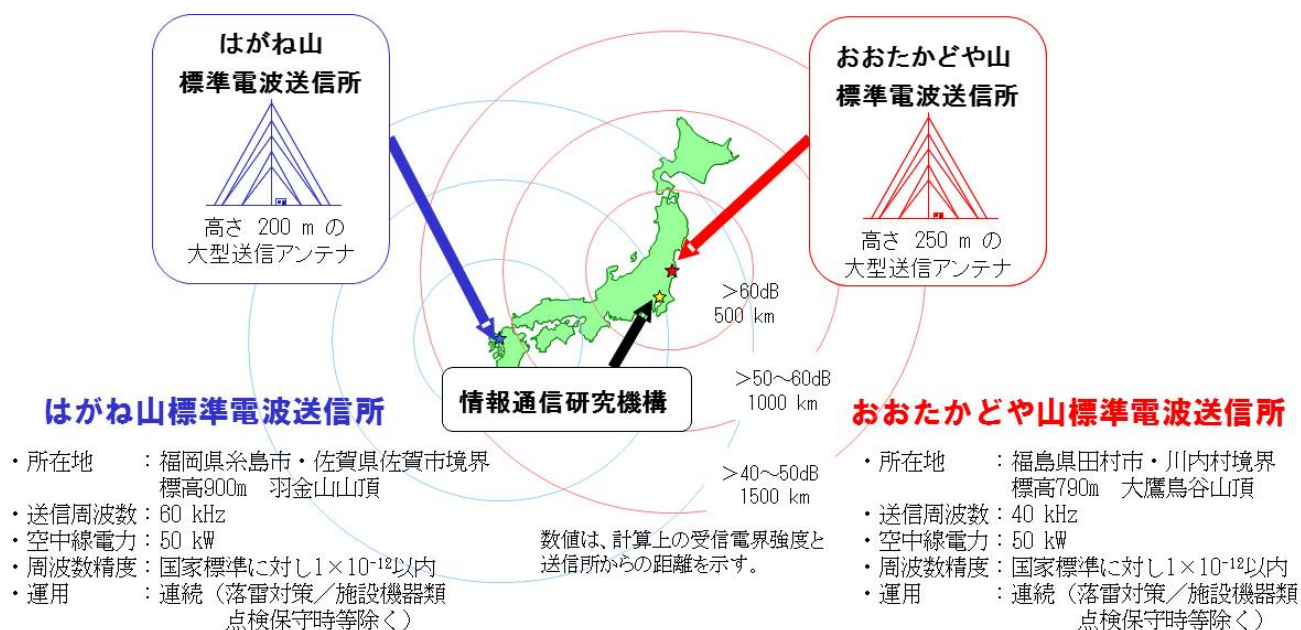 はがね山
標準電波送信所
高さ 200 m の
大型送信アンテナ
おおたかどや山
標準電波送信所
高さ 250 m の
大型送信アンテナ
>60dB
500 km
>50～60dB
1000 km
>40～50dB
1500 km
情報通信研究機構
数値は、計算上の受信電界強度と
送信所からの距離を示す。
はがね山標準電波送信所
・所在地　　：福岡県糸島市・佐賀県佐賀市境界
標高900m　羽金山山頂
・送信周波数：60 kHz
・空中線電力：50 kW
・周波数精度：国家標準に対し1×10⁻¹²以内
・運用　　　：連続（落雷対策／施設機器類
点検保守時等除く）
おおたかどや山標準電波送信所
・所在地　　：福島県田村市・川内村境界
標高790m　大鷹鳥谷山頂
・送信周波数：40 kHz
・空中線電力：50 kW
・周波数精度：国家標準に対し1×10⁻¹²以内
・運用　　　：連続（落雷対策／施設機器類
点検保守時等除く）